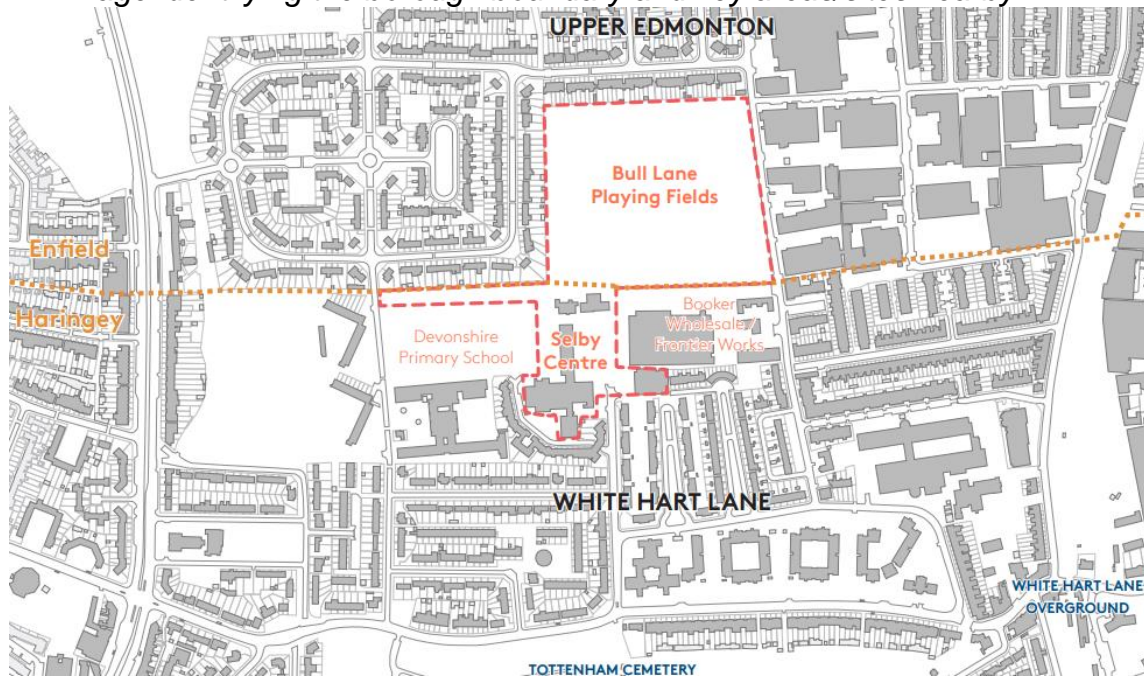 UPPER EDMONTON
Bull Lane
Playing Fields
Enfield
Haringey
Devonshire
Primary School
Selby
Centre
Booker
Wholesale /
Frontier Works
WHITE HART LANE
WHITE HART LANE
OVERGROUND
TOTTENHAM CEMETERY